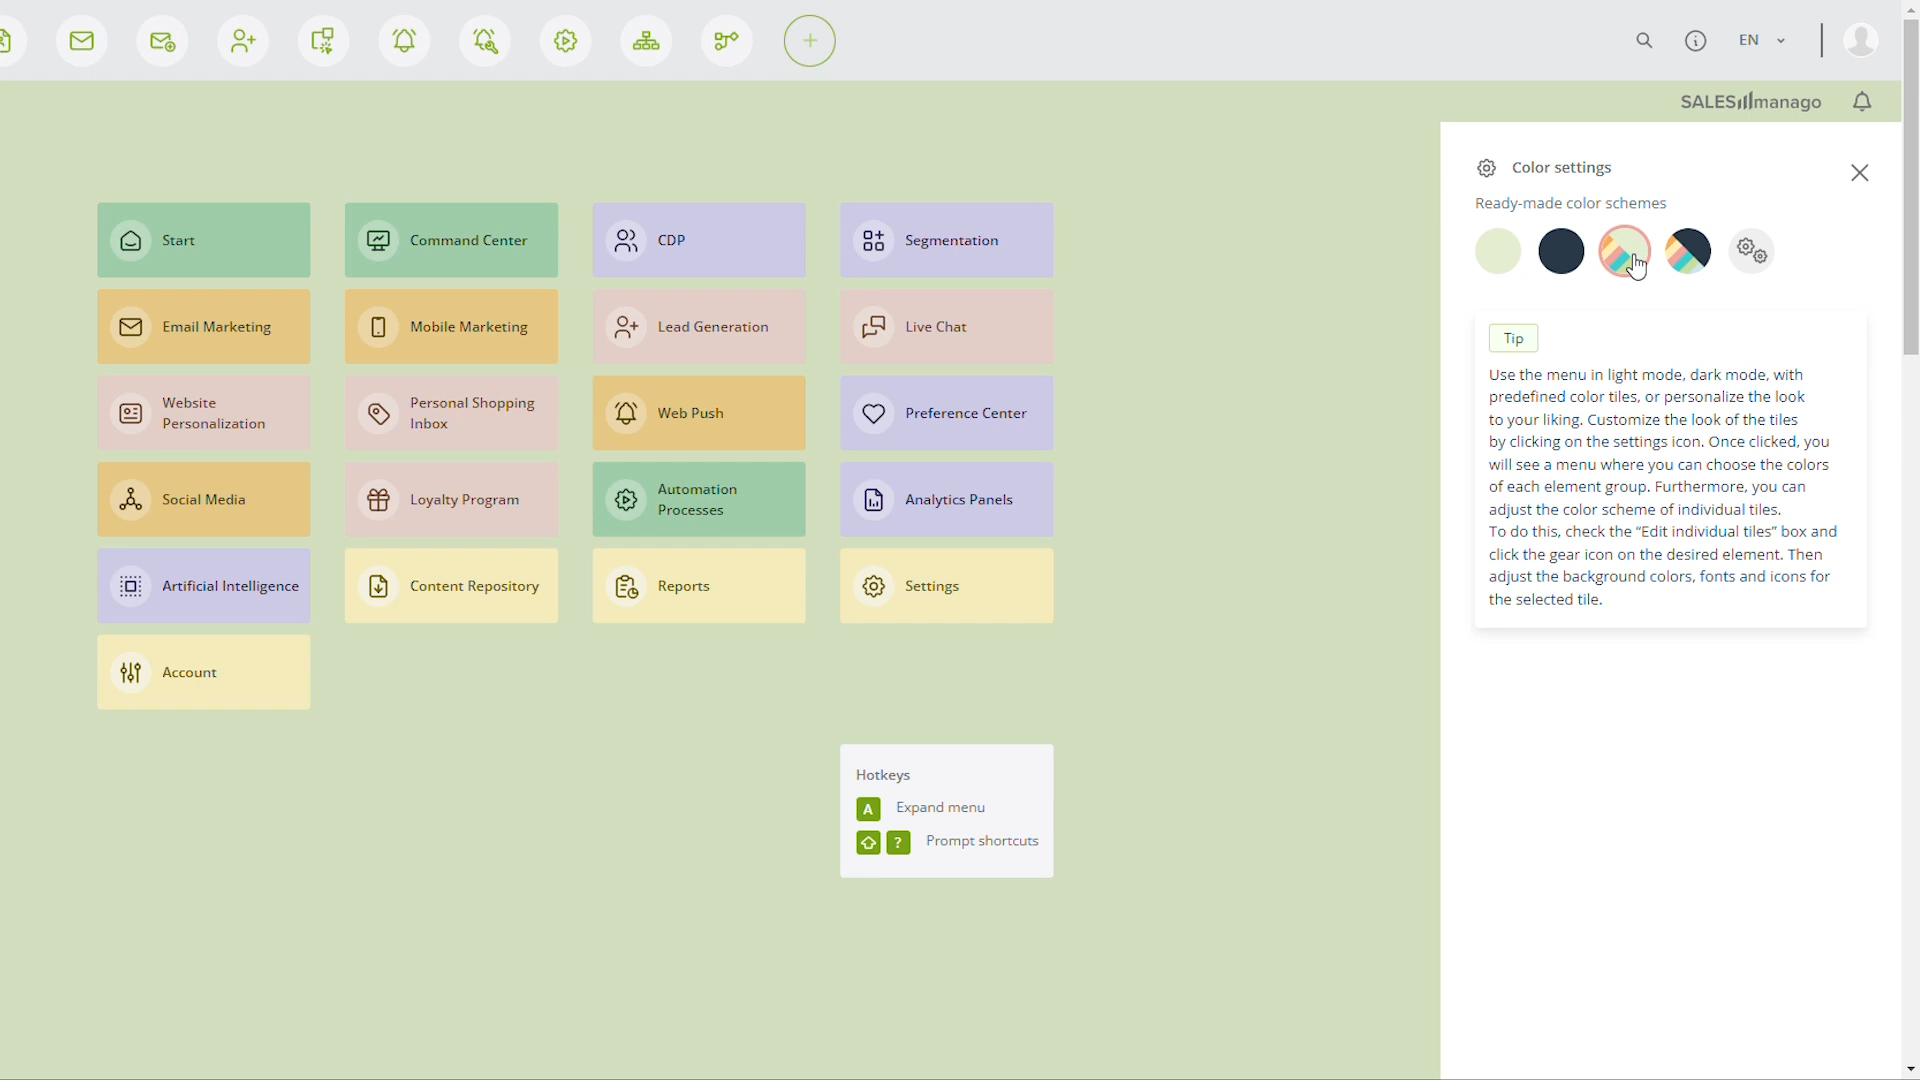 EN
SALESmanago
Color settings
Ready-made color schemes
Start
Command Center
CDP
Segmentation
Email Marketing
Mobile Marketing
Lead Generation
Live Chat
Website
Personalization
Personal Shopping
Inbox
Web Push
Preference Center
Social Media
Loyalty Program
Automation
Processes
Analytics Panels
Artificial Intelligence
Content Repository
Reports
Settings
Account
Hotkeys
A Expand menu
? Prompt shortcuts
Tip
Use the menu in light mode, dark mode, with
predefined color tiles, or personalize the look
to your liking. Customize the look of the tiles
by clicking on the settings icon. Once clicked, you
will see a menu where you can choose the colors
of each element group. Furthermore, you can
adjust the color scheme of individual tiles.
To do this, check the “Edit individual tiles” box and
click the gear icon on the desired element. Then
adjust the background colors, fonts and icons for
the selected tile.